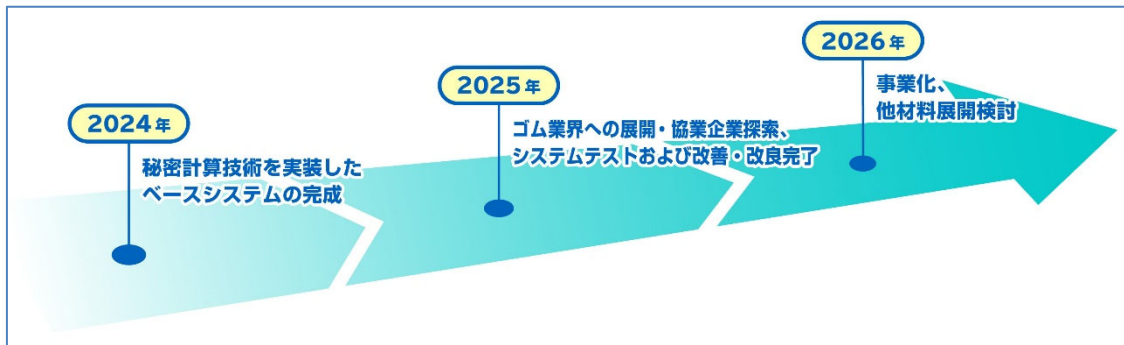 2024年
秘密計算技術を実装した
ベースシステムの完成
2025年
ゴム業界への展開・協業企業探索、
システムテストおよび改善・改良完了
2026年
事業化、
他材料展開検討